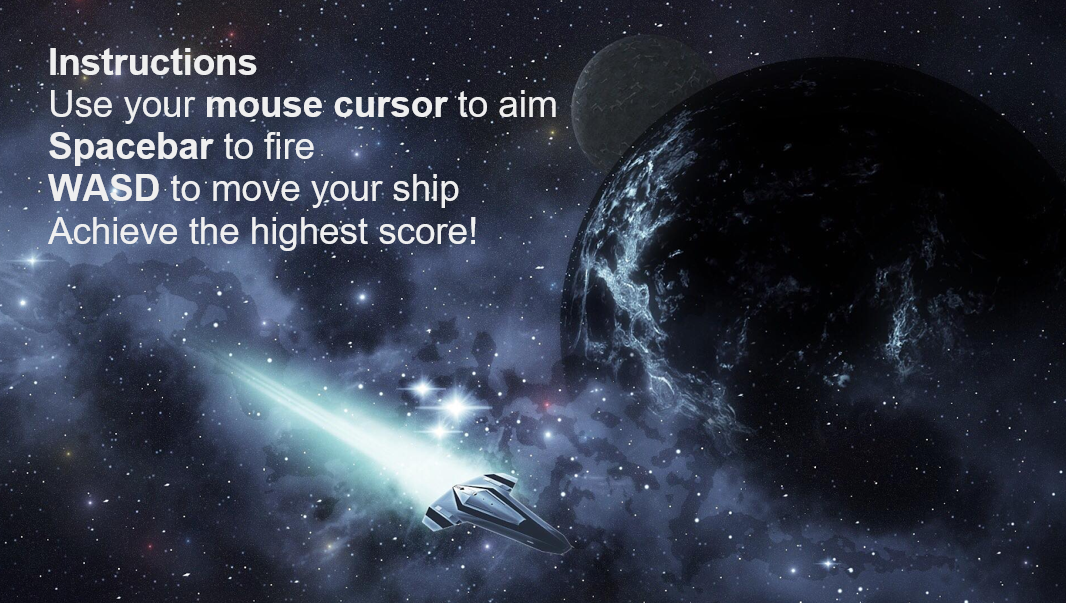 Instructions
Use your mouse cursor to aim
Spacebar to fire
WASD to move your ship
Achieve the highest score!